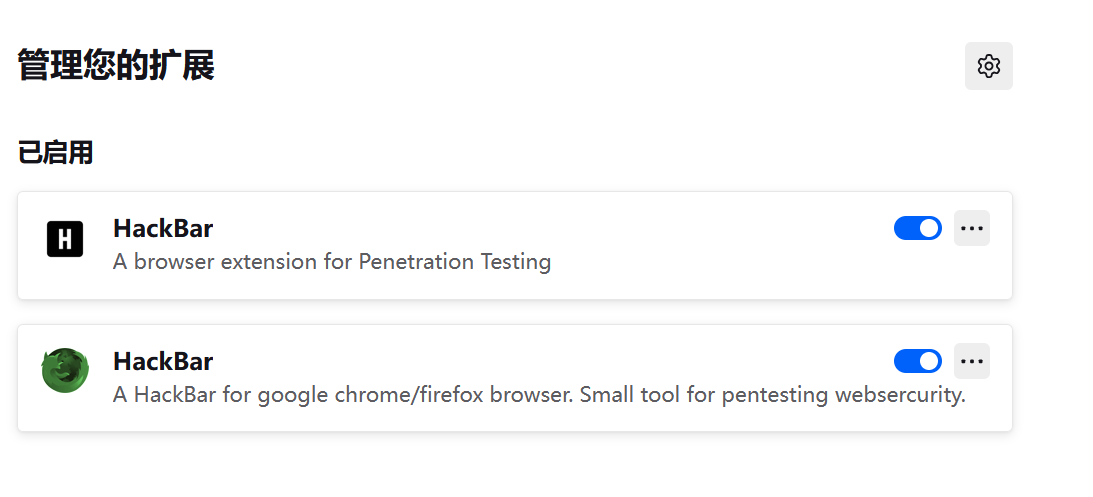 管理您的扩展
已启用
H
HackBar
A browser extension for Penetration Testing
HackBar
A HackBar for google chrome/firefox browser. Small tool for pentesting websercurity.